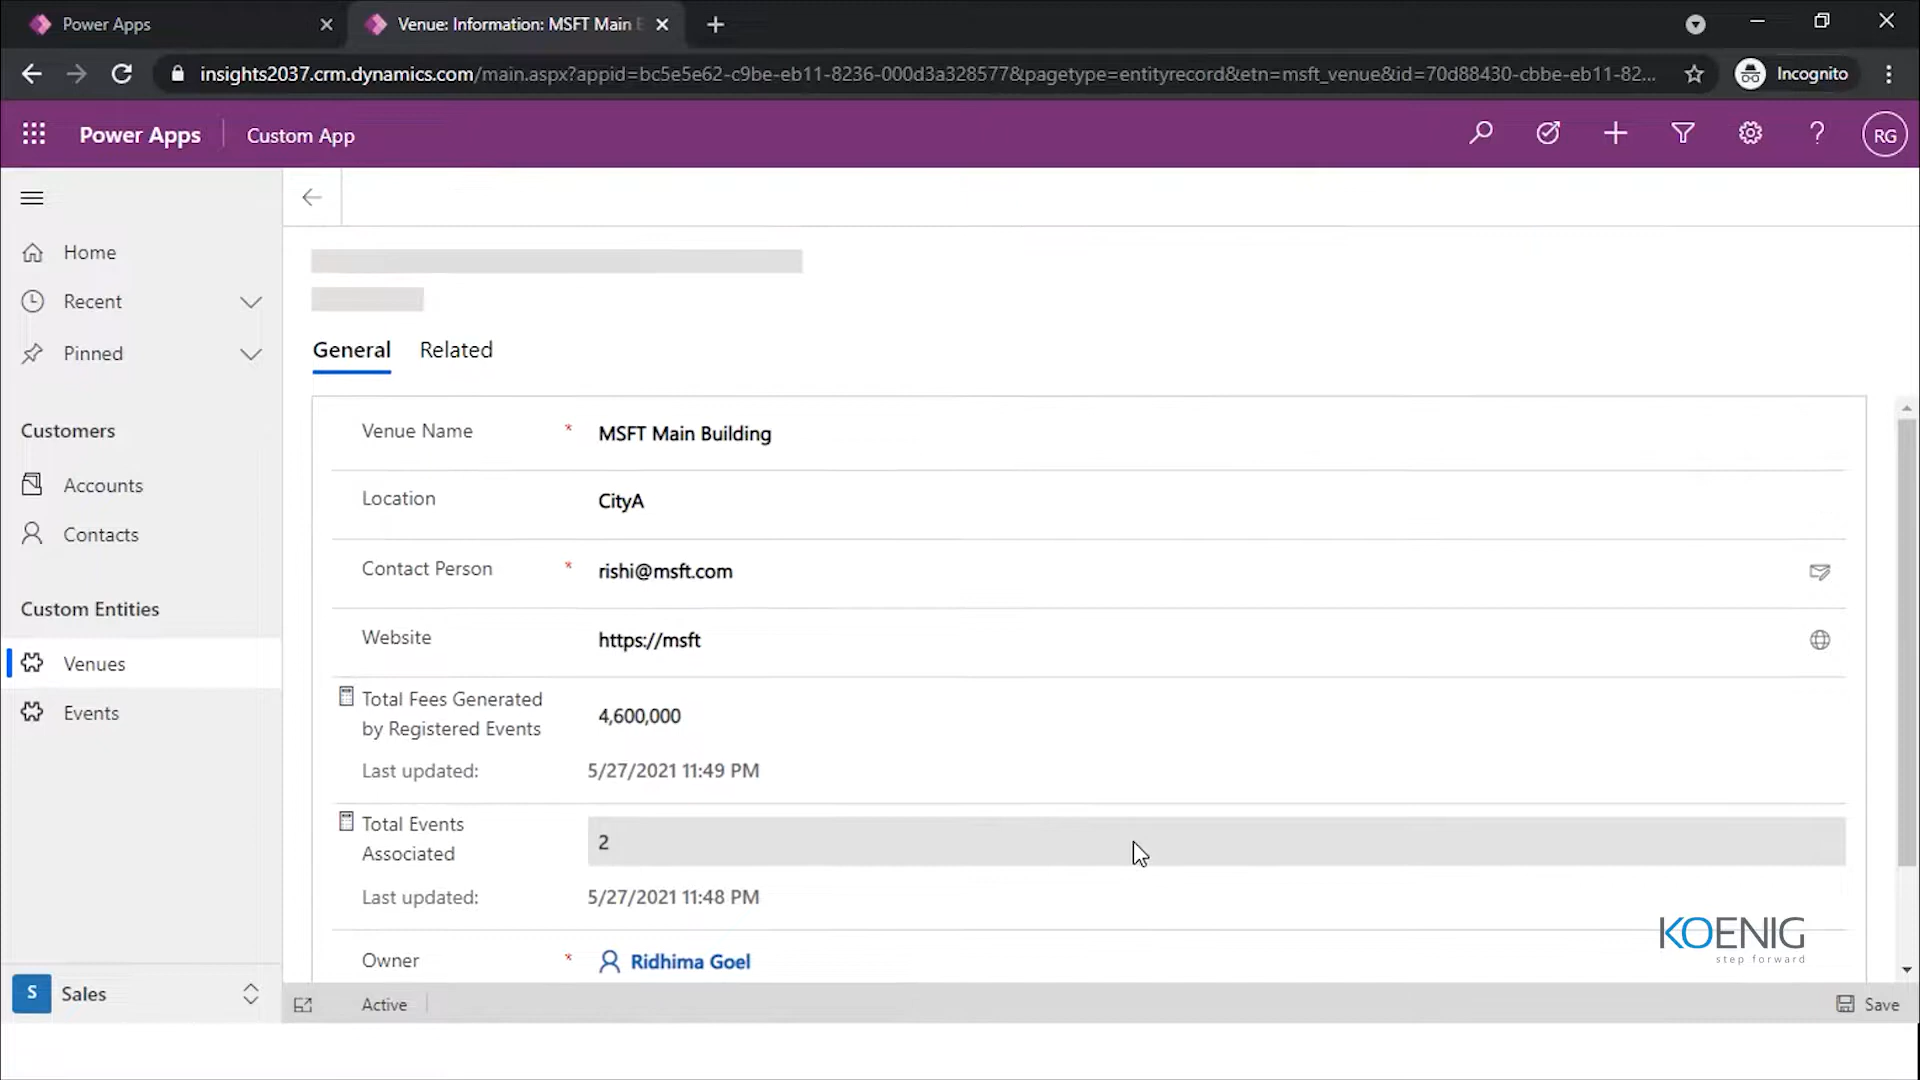 Power Apps
Venue: Information: MSFT Main
insights2037.crm.dynamics.com/main.aspx?appid=bc5e5e62-c9be-eb11-8236-000d3a328577&pagetype=entityrecord&etn=msft_venue&id=70d88430-cbbe-eb11-82...
Incognito
Power Apps
Custom App
RG
Home
Recent
Pinned
Customers
Accounts
Contacts
Custom Entities
Venues
Events
S Sales
General
Related
Venue Name * MSFT Main Building
Location CityA
Contact Person * rishi@msft.com
Website https://msft
Total Fees Generated
by Registered Events
4,600,000
Last updated: 5/27/2021 11:49 PM
Total Events
Associated
2
Last updated: 5/27/2021 11:48 PM
Owner * Ridhima Goel
KOENIG
step forward
Active
Save